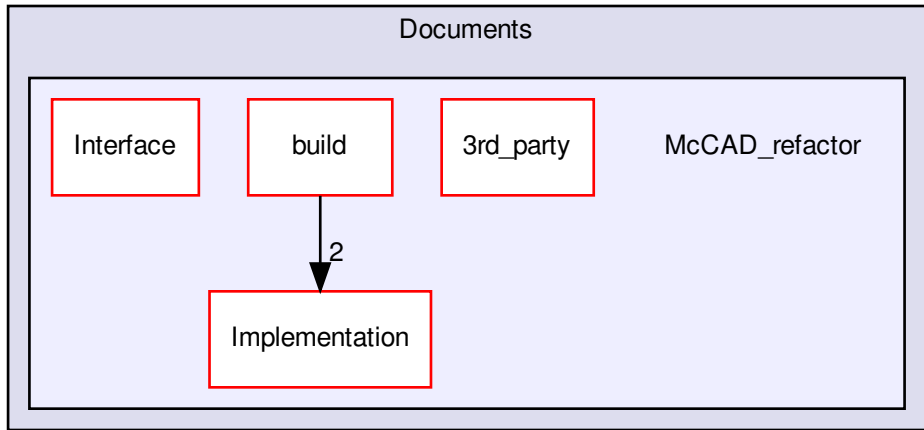 Documents
Interface
build
3rd_party
McCAD_refactor
2
Implementation